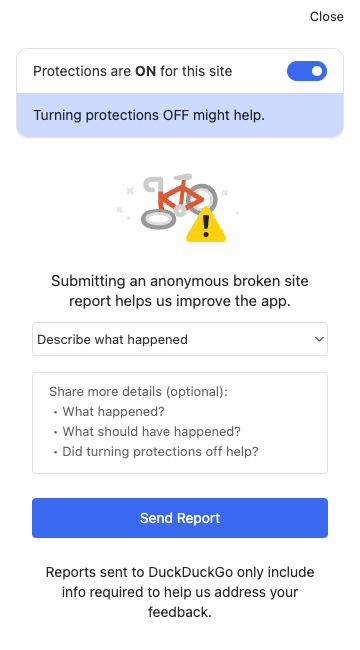 Close
Protections are ON for this site
Turning protections OFF might help.
Submitting an anonymous broken site
report helps us improve the app.
Describe what happened
Share more details (optional):
• What happened?
• What should have happened?
• Did turning protections off help?
Send Report
Reports sent to DuckDuckGo only include
info required to help us address your
feedback.